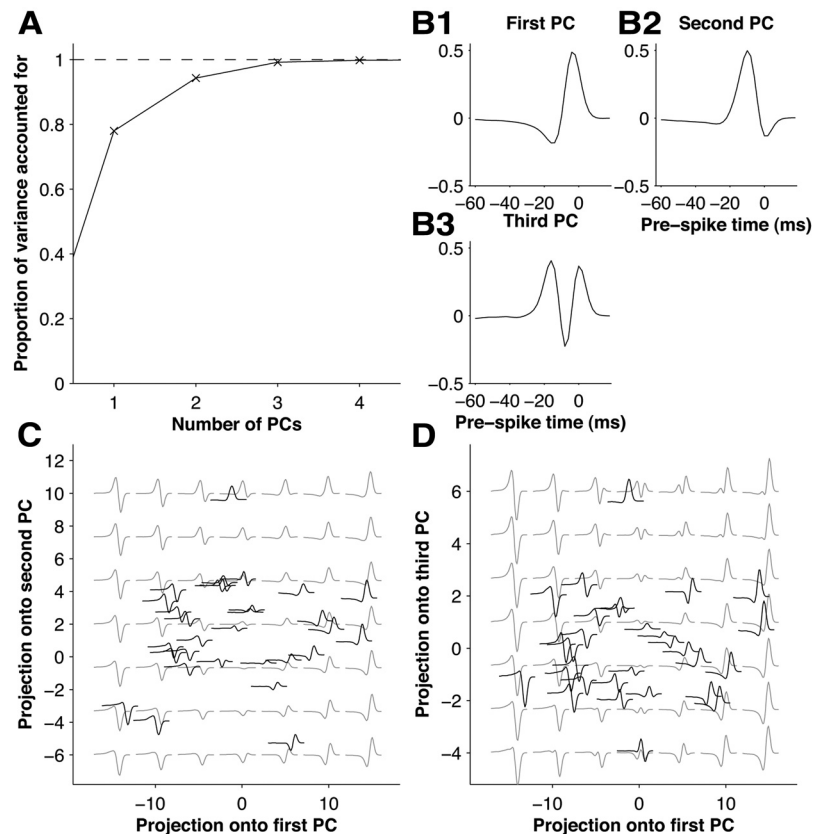 A
Proportion of variance accounted for
1
0.8
0.6
0.4
0.2
0
1 2 3 4
Number of PCs
B1
First PC
0.5
0
−0.5
−60 −40 −20 0
B2
Second PC
0.5
0
−0.5
−60 −40 −20 0
Pre−spike time (ms)
B3
Third PC
0.5
0
−0.5
−60 −40 −20 0
Pre−spike time (ms)
C
Projection onto second PC
12
10
8
6
4
2
0
−2
−4
−6
−10 0 10
Projection onto first PC
D
Projection onto third PC
6
4
2
0
−2
−4
−10 0 10
Projection onto first PC